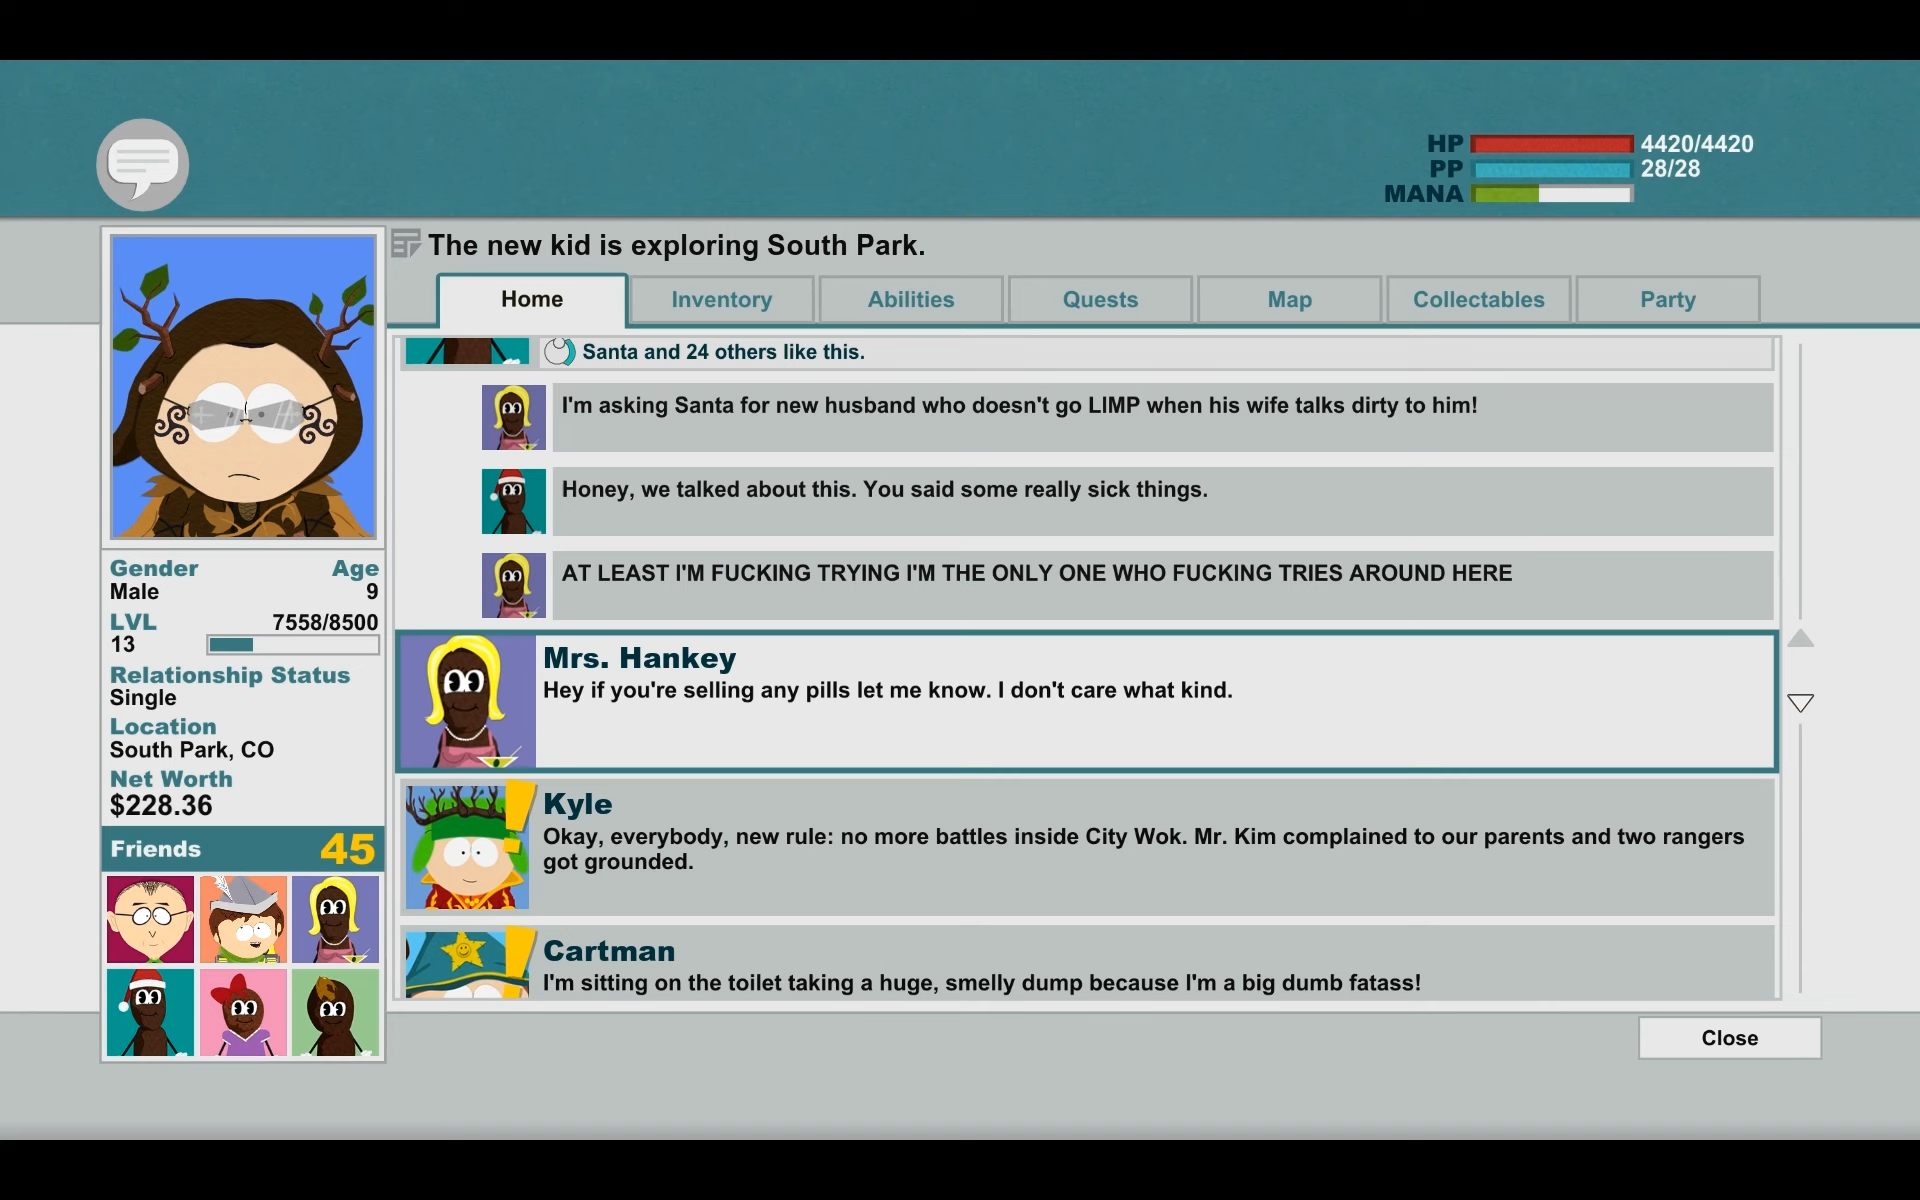 HP 4420/4420
PP 28/28
MANA
The new kid is exploring South Park.
Home Inventory Abilities Quests Map Collectables Party
Santa and 24 others like this.
I'm asking Santa for new husband who doesn't go LIMP when his wife talks dirty to him!
Honey, we talked about this. You said some really sick things.
AT LEAST I'M FUCKING TRYING I'M THE ONLY ONE WHO FUCKING TRIES AROUND HERE
Mrs. Hankey
Hey if you're selling any pills let me know. I don't care what kind.
Kyle
Okay, everybody, new rule: no more battles inside City Wok. Mr. Kim complained to our parents and two rangers
got grounded.
Cartman
I'm sitting on the toilet taking a huge, smelly dump because I'm a big dumb fatass!
Gender Age
Male 9
LVL 7558/8500
13
Relationship Status
Single
Location
South Park, CO
Net Worth
$228.36
Friends 45
Close